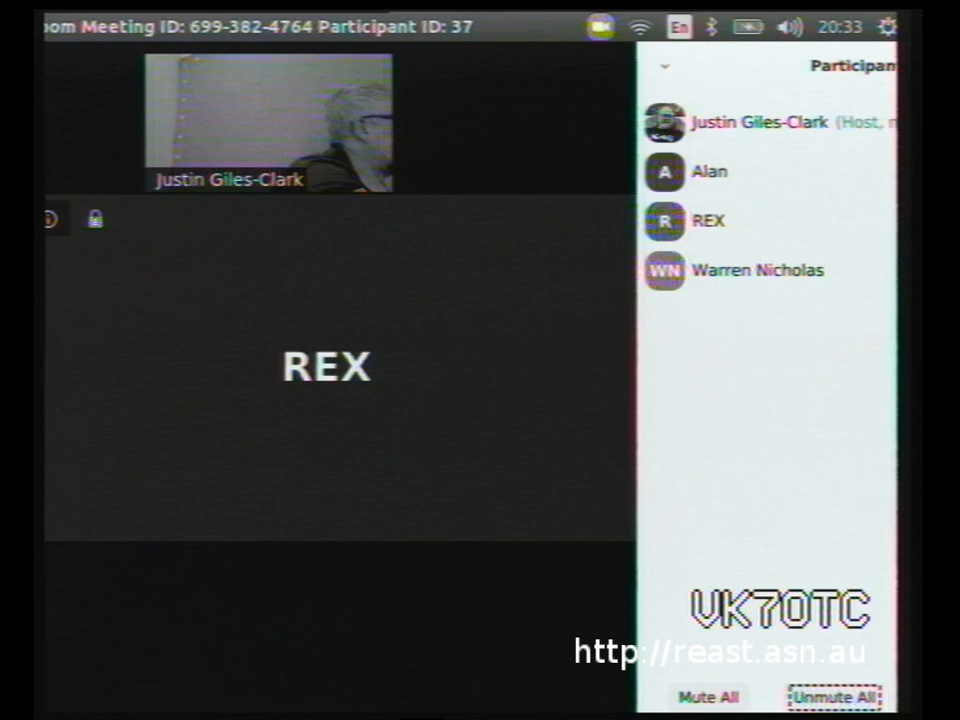 oom Meeting ID: 699-382-4764 Participant ID: 37
En
20:33
Participan
Justin Giles-Clark
Justin Giles-Clark (Host, m
A Alan
R REX
WN Warren Nicholas
REX
VK7OTC
http://reast.asn.au
Mute All
Unmute All